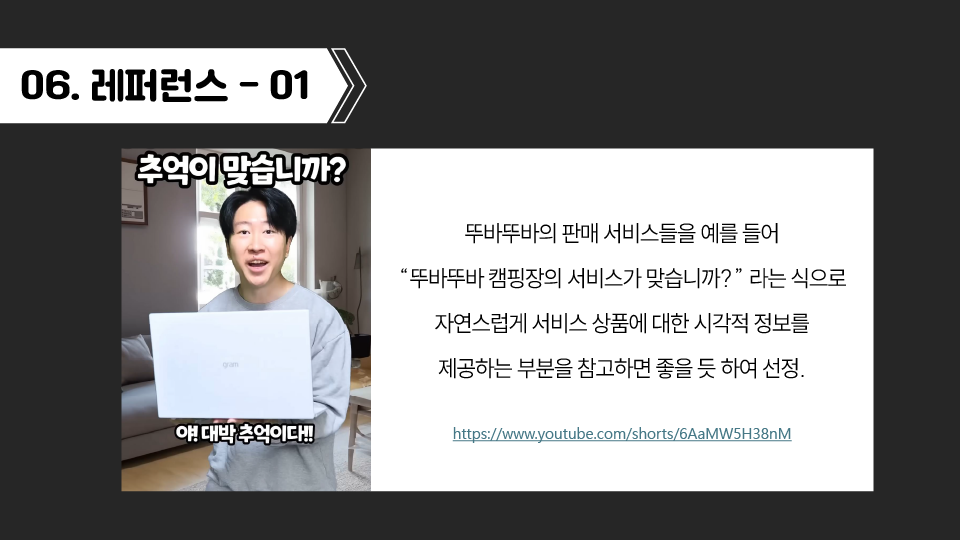 06. 레퍼런스 - 01
추억이 맞습니까?
gram
야! 대박 추억이다!!
뚜바뚜바의 판매 서비스들을 예를 들어
“뚜바뚜바 캠핑장의 서비스가 맞습니까?” 라는 식으로
자연스럽게 서비스 상품에 대한 시각적 정보를
제공하는 부분을 참고하면 좋을 듯 하여 선정.
https://www.youtube.com/shorts/6AaMW5H38nM